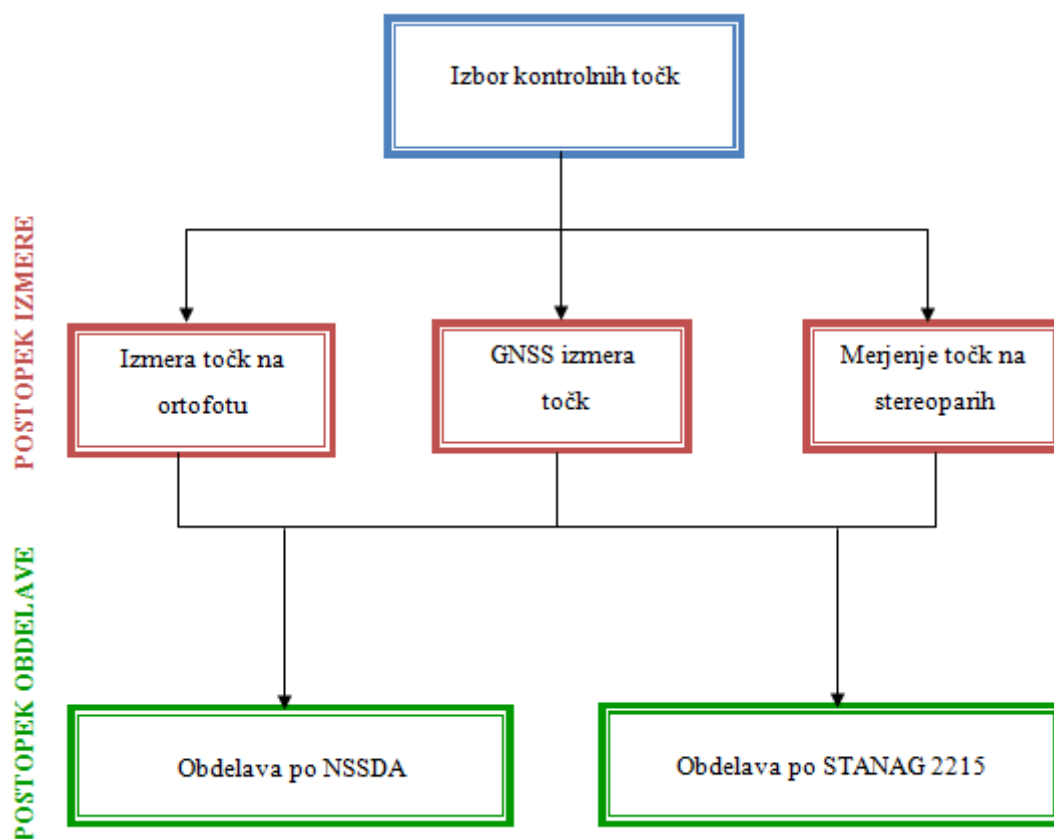 Izbor kontrolnih točk
POSTOPEK IZMERE
Izmera točk na
ortofotu
GNSS izmera
točk
Merjenje točk na
stereoparih
POSTOPEK OBDELAVE
Obdelava po NSSDA
Obdelava po STANAG 2215